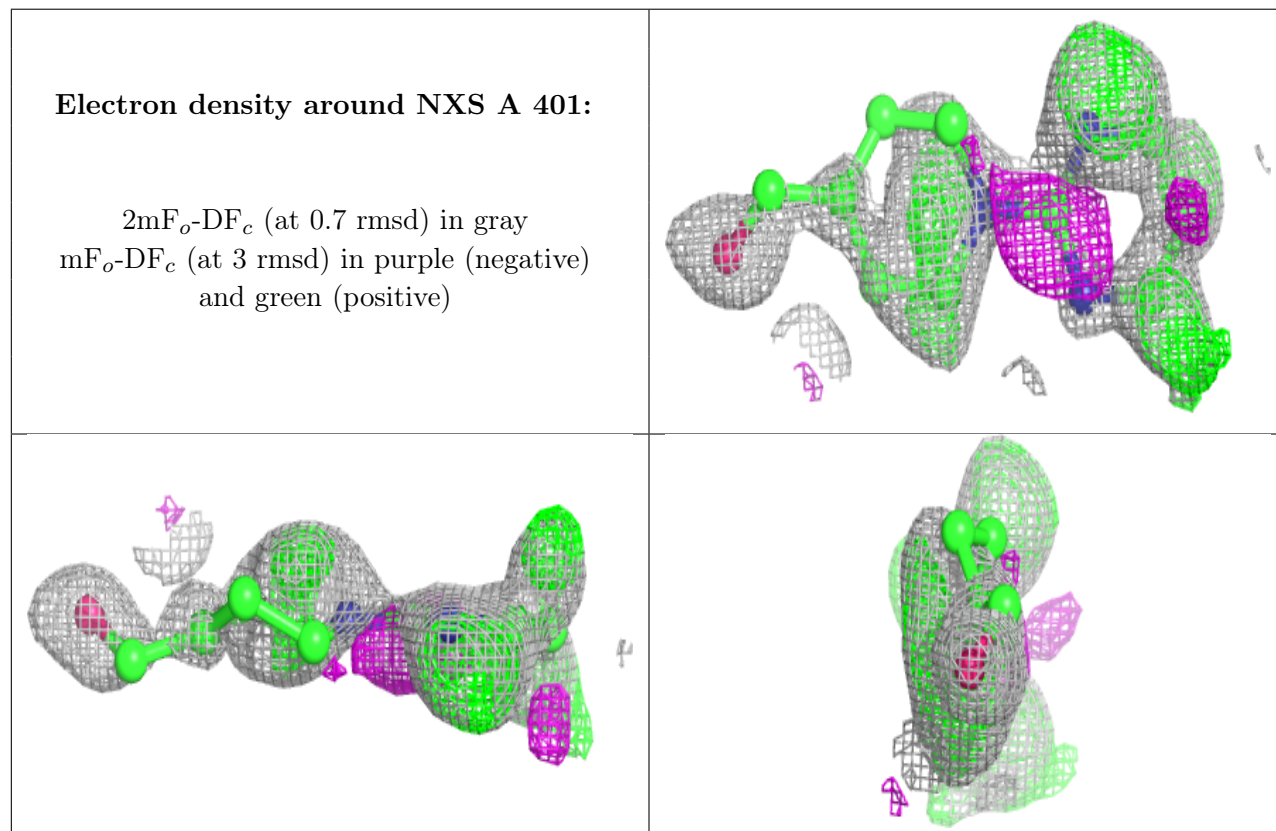 Electron density around NXS A 401:
2mFo-DFc (at 0.7 rmsd) in gray
mFo-DFc (at 3 rmsd) in purple (negative)
and green (positive)